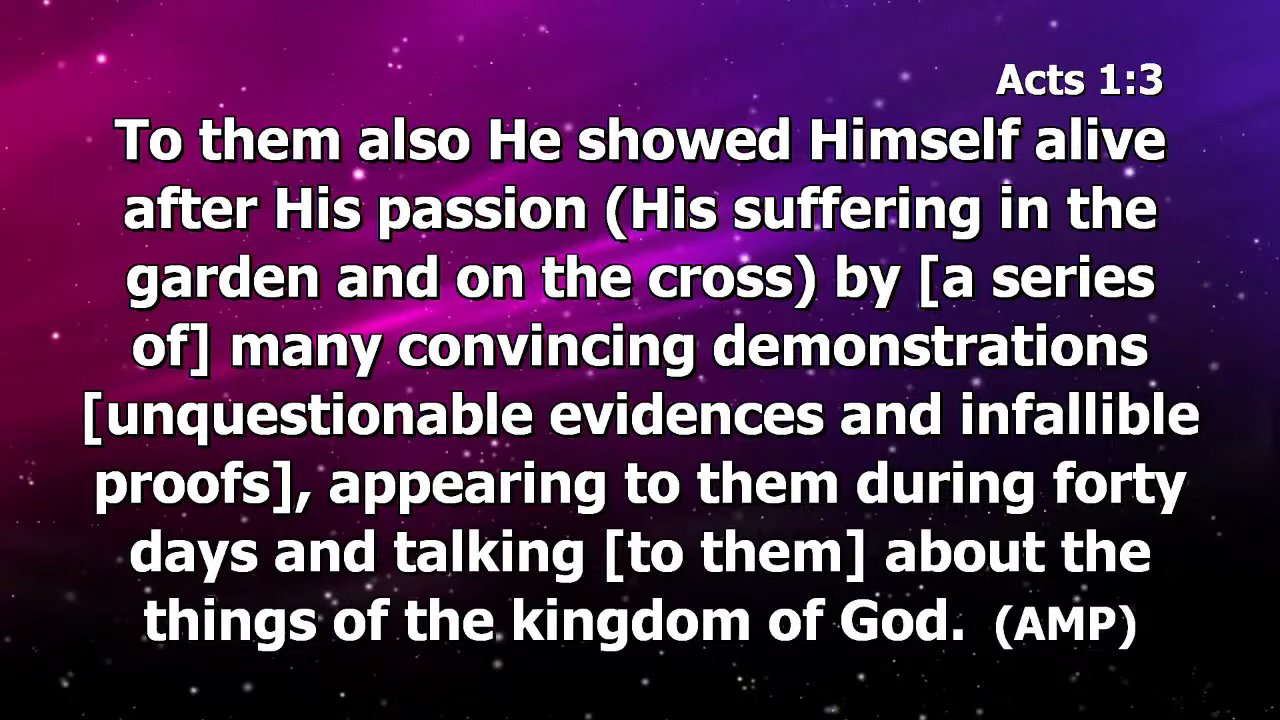 Acts 1:3
To them also He showed Himself alive
after His passion (His suffering in the
garden and on the cross) by [a series
of] many convincing demonstrations
[unquestionable evidences and infallible
proofs], appearing to them during forty
days and talking [to them] about the
things of the kingdom of God. (AMP)